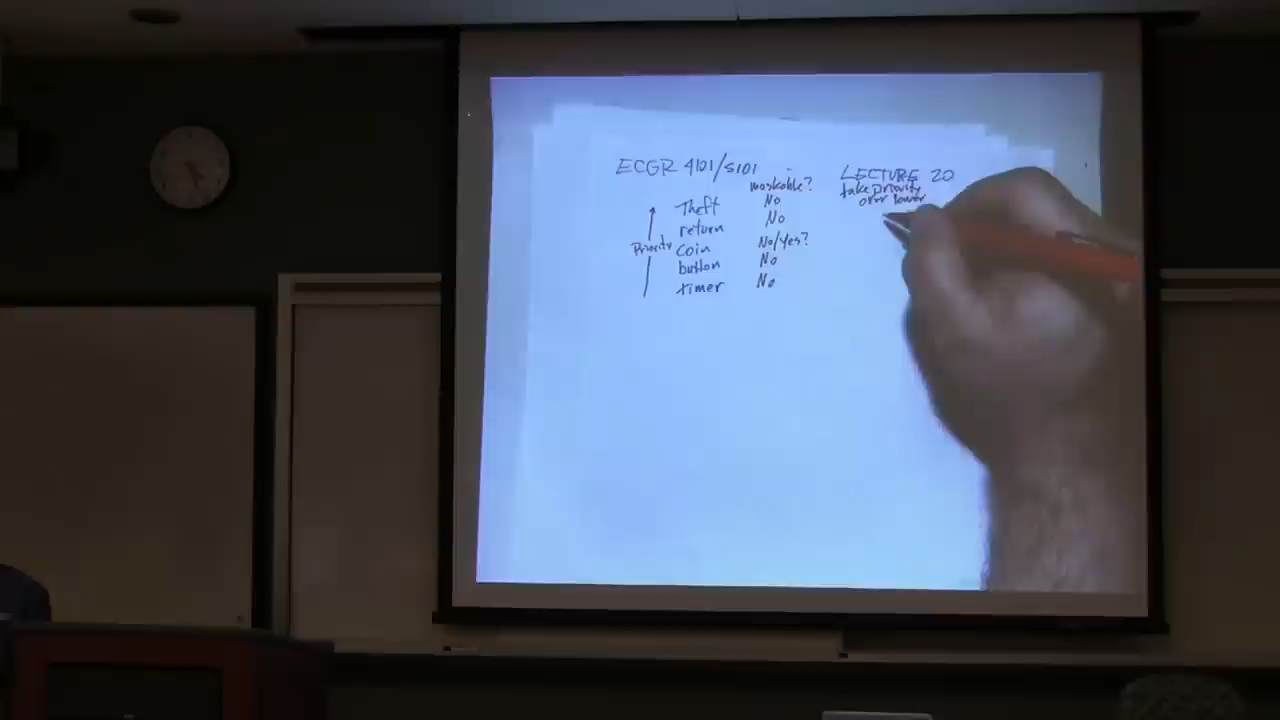 ECGR 4101/5101
LECTURE 20
maskable?
take priority
over lower
Theft No
return No
Priority coin No/Yes?
button No
timer No